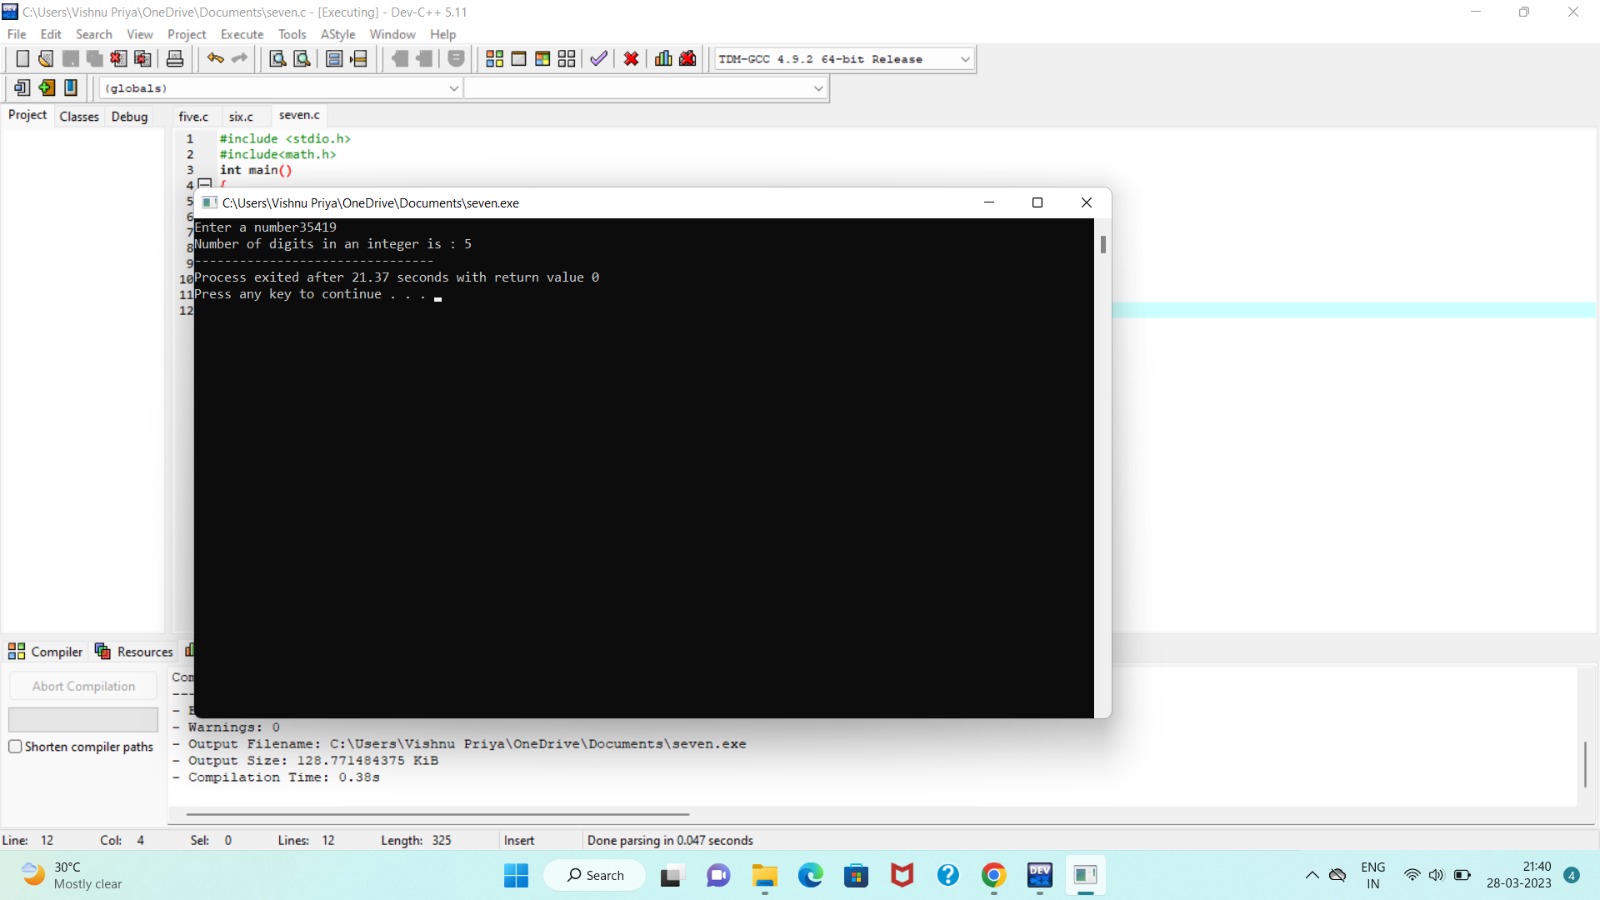 C:\Users\Vishnu Priya\OneDrive\Documents\seven.c - [Executing] - Dev-C++ 5.11
File Edit Search View Project Execute Tools AStyle Window Help
TDM-GCC 4.9.2 64-bit Release
(globals)
Project Classes Debug five.c six.c seven.c
1 #include <stdio.h>
2 #include<math.h>
3 int main()
4 {
5
6
7
8
9
10
11
12
C:\Users\Vishnu Priya\OneDrive\Documents\seven.exe
Enter a number35419
Number of digits in an integer is : 5
--------------------------------
Process exited after 21.37 seconds with return value 0
Press any key to continue . . .
Compiler Resources
Abort Compilation
Shorten compiler paths
- Warnings: 0
- Output Filename: C:\Users\Vishnu Priya\OneDrive\Documents\seven.exe
- Output Size: 128.771484375 KiB
- Compilation Time: 0.38s
Line: 12 Col: 4 Sel: 0 Lines: 12 Length: 325 Insert Done parsing in 0.047 seconds
30°C
Mostly clear
Search
DEV
ENG
IN
21:40
28-03-2023
4